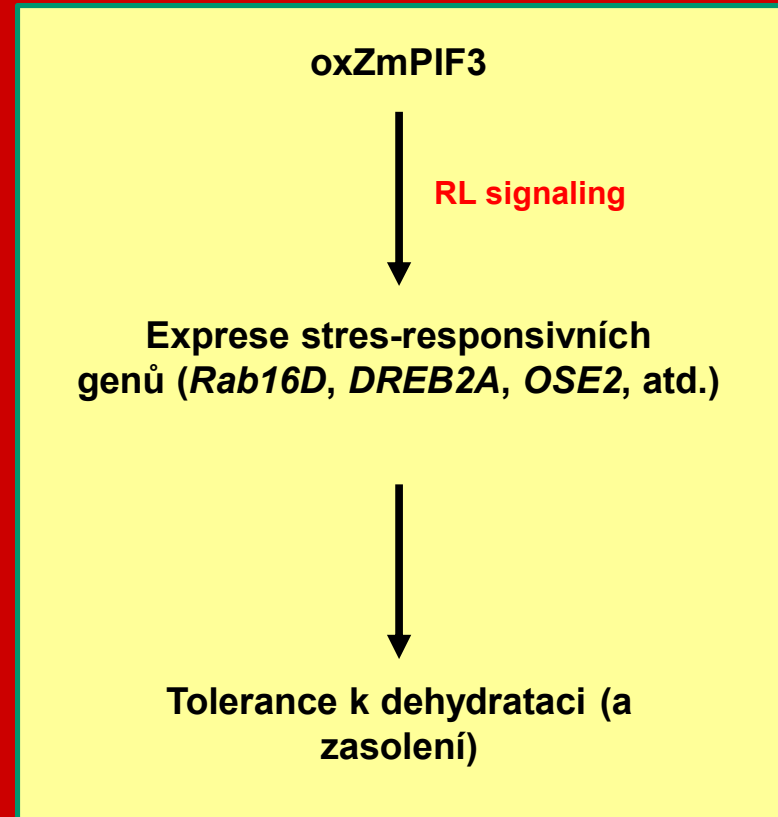 oxZmPIF3
RL signaling
Exprese stres-responsivních
genů (Rab16D, DREB2A, OSE2, atd.)
Tolerance k dehydrataci (a
zasolení)